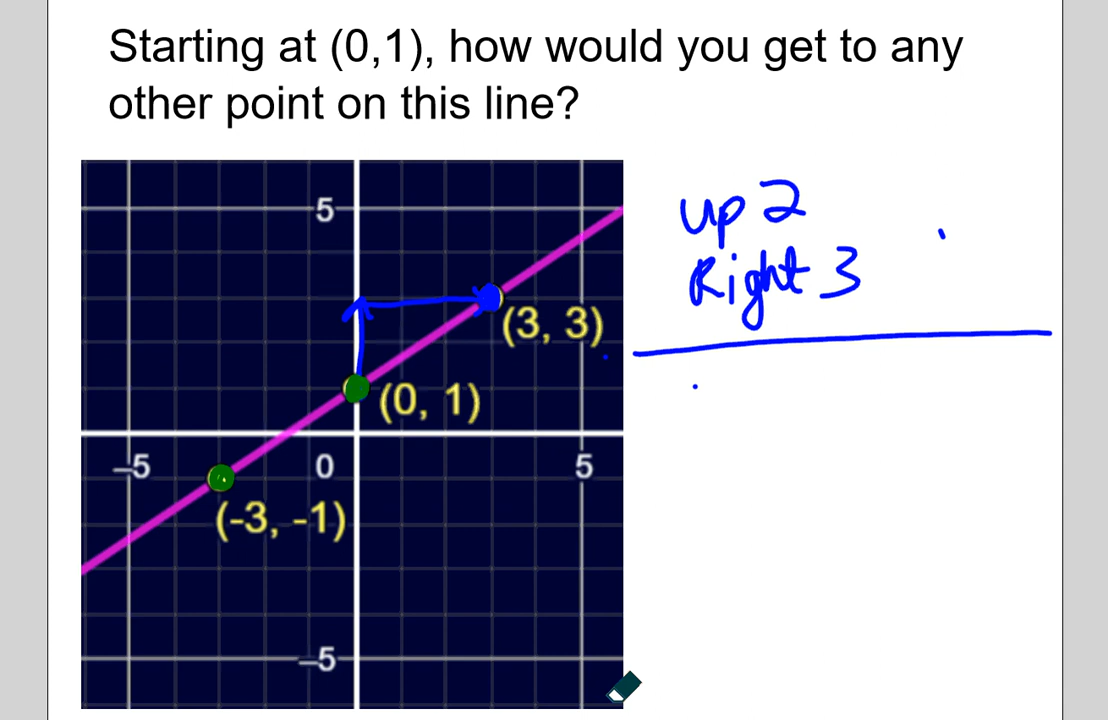 Starting at (0,1), how would you get to any
other point on this line?
up 2
Right 3
5
(3, 3)
(0, 1)
-5
0
5
(-3, -1)
-5